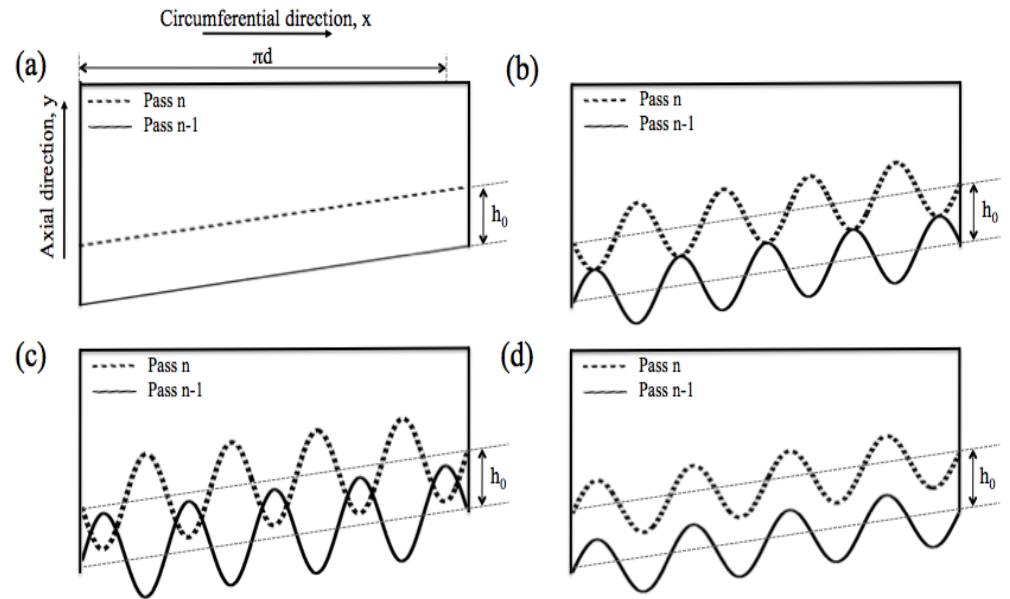 Circumferential direction, x
(a)
πd
Axial direction, y
Pass n
Pass n-1
h₀
(b)
Pass n
Pass n-1
h₀
(c)
Pass n
Pass n-1
h₀
(d)
Pass n
Pass n-1
h₀